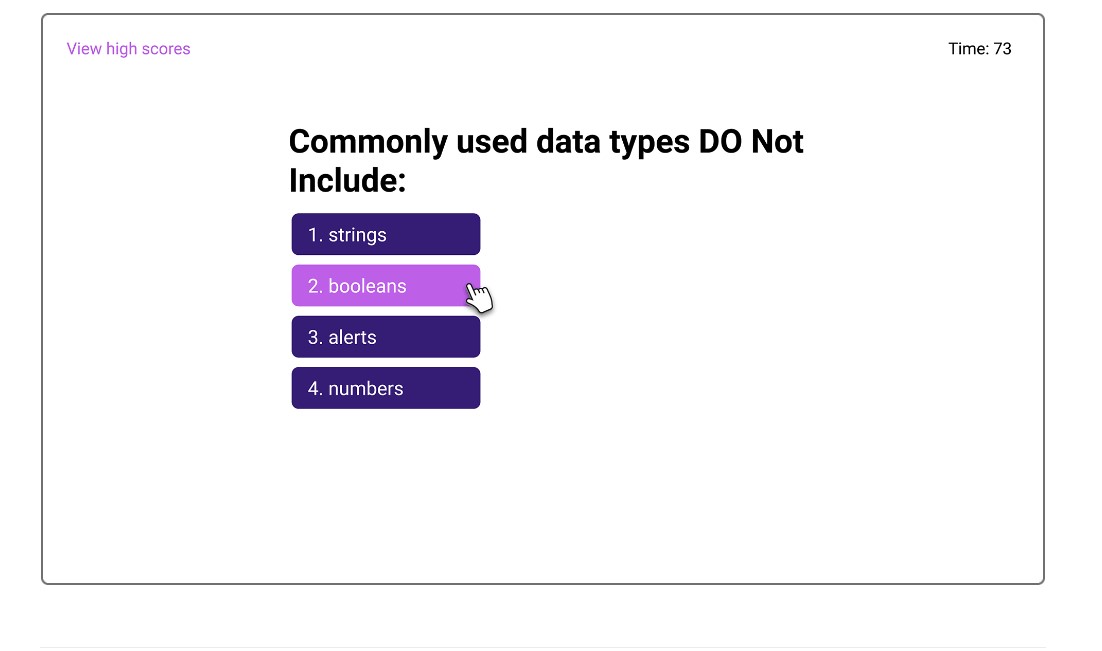 View high scores
Time: 73
Commonly used data types DO Not
Include:
1. strings
2. booleans
3. alerts
4. numbers